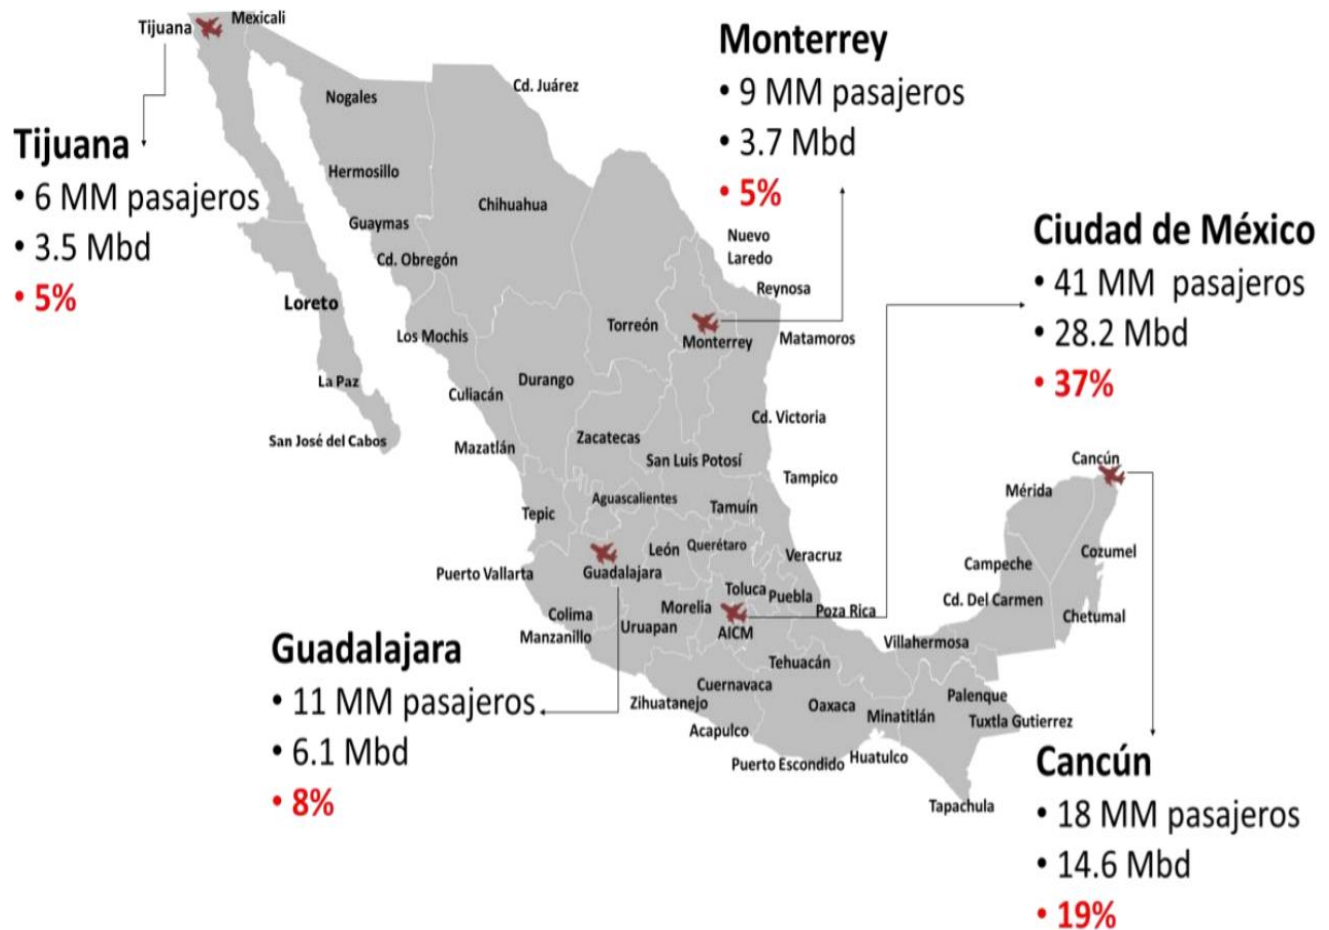 Tijuana
Mexicali
Monterrey
• 9 MM pasajeros
• 3.7 Mbd
• 5%
Tijuana
• 6 MM pasajeros
• 3.5 Mbd
• 5%
Ciudad de México
• 41 MM pasajeros
• 28.2 Mbd
• 37%
Nogales
Cd. Juárez
Hermosillo
Chihuahua
Guaymas
Cd. Obregón
Nuevo
Laredo
Reynosa
Loreto
Los Mochis
Torreón
Monterrey
Matamoros
La Paz
Durango
Culiacán
Cd. Victoria
San José del Cabos
Mazatlán
Zacatecas
San Luis Potosí
Tampico
Cancún
Mérida
Aguascalientes
Tamuín
Tepic
León
Querétaro
Veracruz
Cozumel
Puerto Vallarta
Guadalajara
Campeche
Toluca
Puebla
Cd. Del Carmen
Colima
Morelia
Poza Rica
Chetumal
Manzanillo
Uruapan
AICM
Villahermosa
Tehuacán
Cuernavaca
Zihuatanejo
Oaxaca
Minatitlán
Palenque
Tuxtla Gutierrez
Acapulco
Puerto Escondido
Huatulco
Tapachula
Guadalajara
• 11 MM pasajeros
• 6.1 Mbd
• 8%
Cancún
• 18 MM pasajeros
• 14.6 Mbd
• 19%